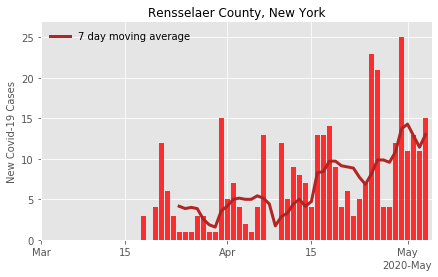 Rensselaer County, New York
7 day moving average
New Covid-19 Cases
25
20
15
10
5
0
Mar 15 Apr 15 May
2020-May